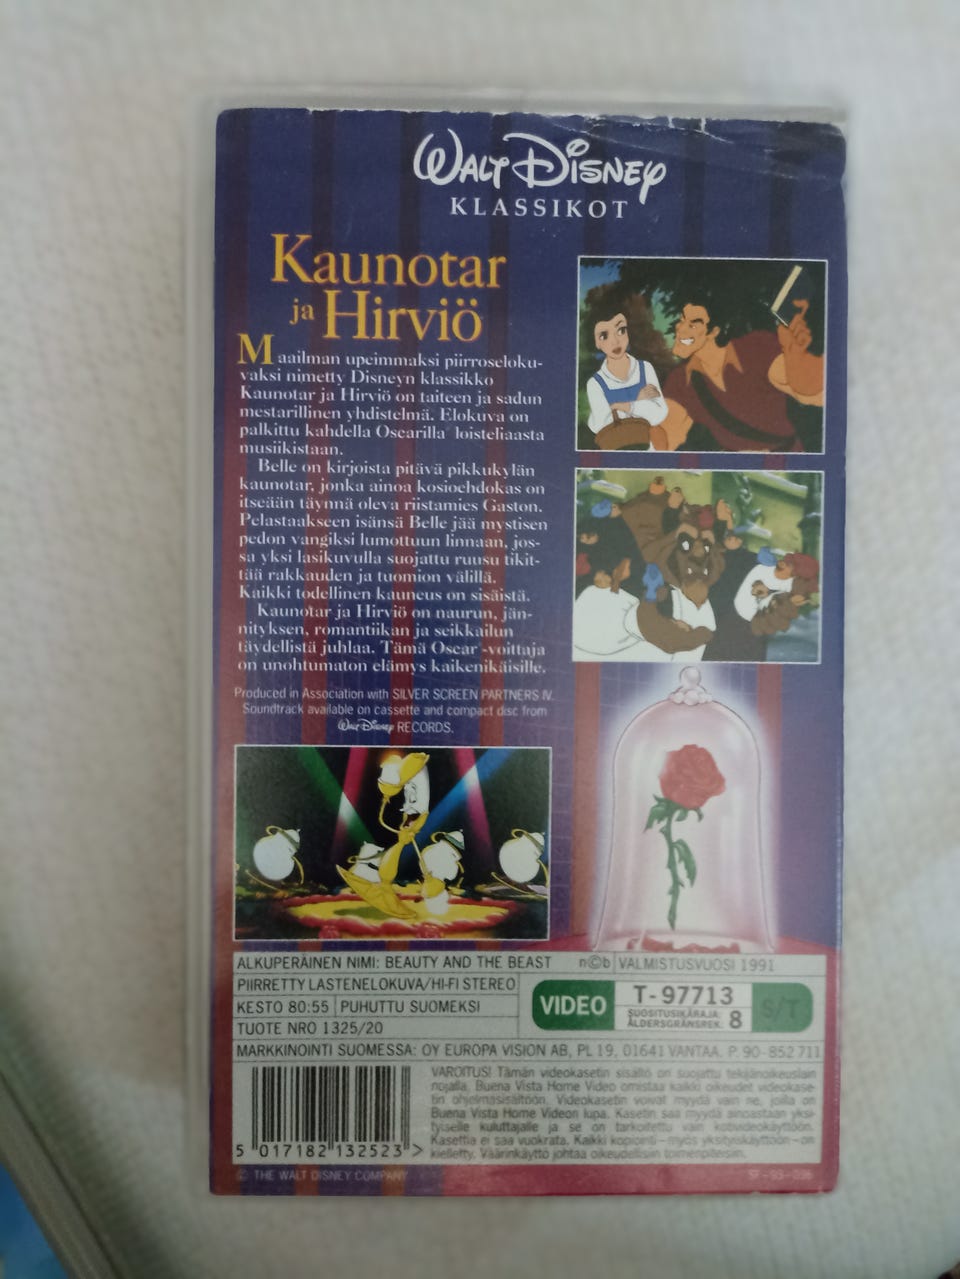 WALT DISNEY
KLASSIKOT
Kaunotar
ja Hirviö
Maailman upeimmaksi piirroseloku-
vaksi nimetty Disneyn klassikko
Kaunotar ja Hirviö on taiteen ja sadun
mestarillinen yhdistelmä. Elokuva on
palkittu kahdella Oscarilla loisteliaasta
musiikistaan.
Belle on kirjoista pitävä pikkukylän
kaunotar, jonka ainoa kosioehdokas on
itseään täynnä oleva riistamies Gaston.
Pelastaakseen isänsä Belle jää mystisen
pedon vangiksi lumottuun linnaan, jos-
sa yksi lasikuvulla suojattu ruusu tikit-
tää rakkauden ja tuomion välillä.
Kaikki todellinen kauneus on sisäistä.
Kaunotar ja Hirviö on naurun, jän-
nityksen, romantiikan ja seikkailun
täydellistä juhlaa. Tämä Oscar-voittaja
on unohtumaton elämys kaikenikäisille.
Produced in Association with SILVER SCREEN PARTNERS IV.
Soundtrack available on cassette and compact disc from
Walt Disney RECORDS.
ALKUPERÄINEN NIMI: BEAUTY AND THE BEAST n©b VALMISTUSVUOSI 1991
PIIRRETTY LASTENELOKUVA/HI-FI STEREO
KESTO 80:55 PUHUTTU SUOMEKSI
TUOTE NRO 1325/20
VIDEO T-97713 S/T
SUOSITUSIKÄRAJA:
ÅLDERSGRÄNSREK. 8
MARKKINOINTI SUOMESSA: OY EUROPA VISION AB, PL 19, 01641 VANTAA. P. 90-852 711
VAROITUS! Tämän videokasetin sisältö on suojattu tekijänoikeuslain
nojalla. Buena Vista Home Video omistaa kaikki oikeudet videokase-
tin ohjelmasisältöön. Videokasetin voivat myydä vain ne, joilla on
Buena Vista Home Videon lupa. Kasetin saa myydä ainoastaan yksi-
tyiselle kuluttajalle ja se on tarkoitettu vain kotivideokäyttöön.
Kasettia ei saa vuokrata. Kaikki kopiointi – myös yksityiskäyttöön – on
kielletty. Väärinkäyttö johtaa oikeudellisiin toimenpiteisiin.
5 017182 132523 >
© THE WALT DISNEY COMPANY